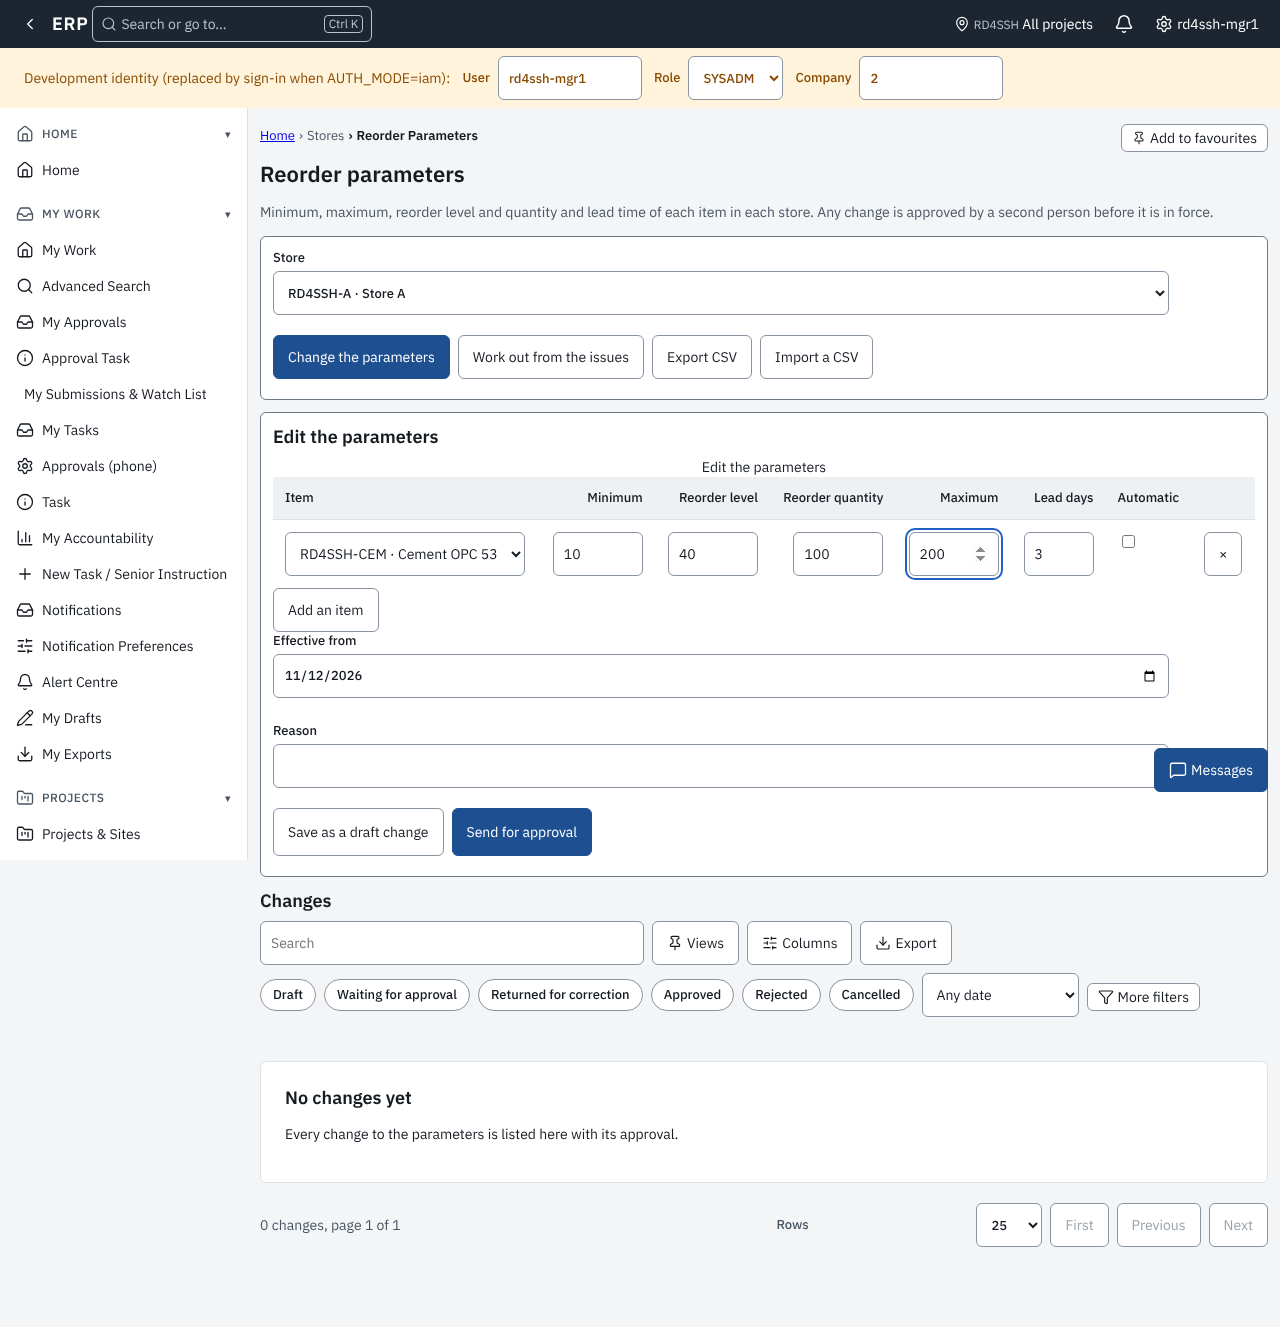 ERP
Search or go to...
Ctrl K
RD4SSH All projects
rd4ssh-mgr1
Development identity (replaced by sign-in when AUTH_MODE=iam):
User
rd4ssh-mgr1
Role
SYSADM
Company
2
HOME
Home
MY WORK
My Work
Advanced Search
My Approvals
Approval Task
My Submissions & Watch List
My Tasks
Approvals (phone)
Task
My Accountability
New Task / Senior Instruction
Notifications
Notification Preferences
Alert Centre
My Drafts
My Exports
PROJECTS
Projects & Sites
Home › Stores › Reorder Parameters
Add to favourites
Reorder parameters
Minimum, maximum, reorder level and quantity and lead time of each item in each store. Any change is approved by a second person before it is in force.
Store
RD4SSH-A · Store A
Change the parameters
Work out from the issues
Export CSV
Import a CSV
Edit the parameters
Edit the parameters
Item Minimum Reorder level Reorder quantity Maximum Lead days Automatic
RD4SSH-CEM · Cement OPC 53 10 40 100 200 3 ×
Add an item
Effective from
11/12/2026
Reason
Messages
Save as a draft change
Send for approval
Changes
Search
Views
Columns
Export
Draft
Waiting for approval
Returned for correction
Approved
Rejected
Cancelled
Any date
More filters
No changes yet
Every change to the parameters is listed here with its approval.
0 changes, page 1 of 1
Rows
25
First
Previous
Next